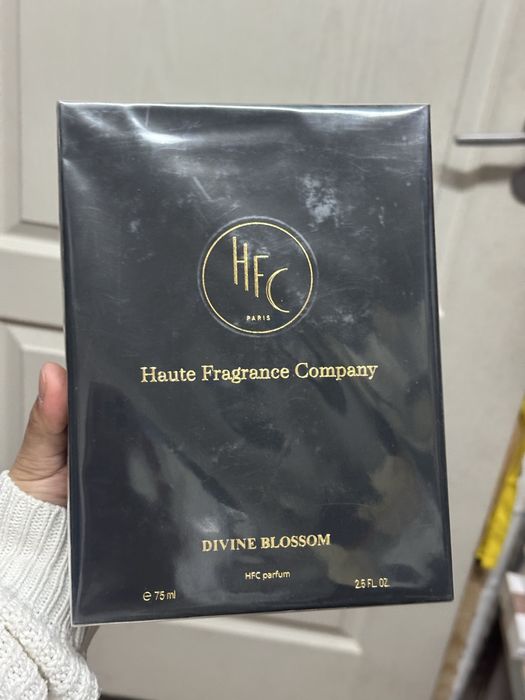 HFC
PARIS
Haute Fragrance Company
DIVINE BLOSSOM
HFC parfum
℮ 75 ml
2.5 FL. OZ.